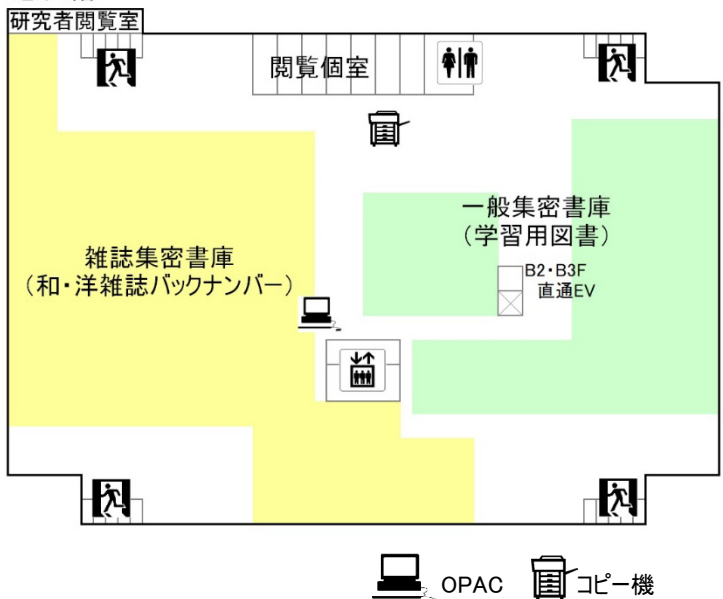 研究者閲覧室
閲覧個室
一般集密書庫
（学習用図書）
雑誌集密書庫
（和・洋雑誌バックナンバー）
B2・B3F
直通EV
OPAC
コピー機